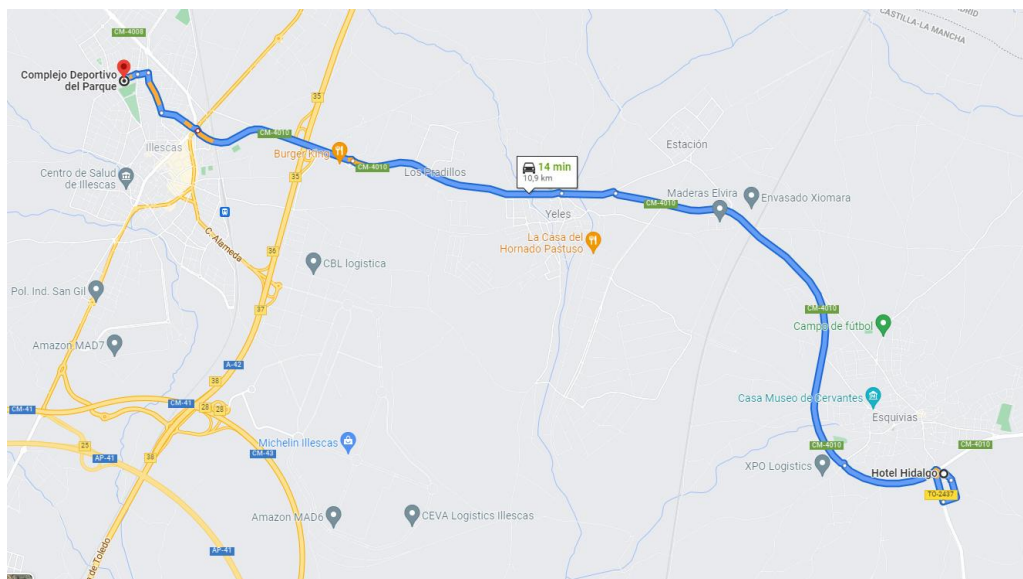 CASTILLA-LA MANCHA
CM-4008
Complejo Deportivo
del Parque
35
CM-4010
Illescas
Burger King
CM-4010
Los Pradillos
14 min
10,9 km
Estación
Centro de Salud
de Illescas
35
Maderas Elvira
Envasado Xiomara
CM-4010
Yeles
C. Alameda
La Casa del
Hornado Pastuso
36
CBL logistica
Pol. Ind. San Gil
37
CM-4010
Campo de fútbol
Amazon MAD7
A-42
38
Casa Museo de Cervantes
CM-41
CM-41
28
28
Esquivias
Michelin Illescas
25
CM-43
CM-4010
CM-4010
AP-41
38
XPO Logistics
Hotel Hidalgo
TO-2437
Amazon MAD6
CEVA Logistics Illescas
AP-41
de Toledo